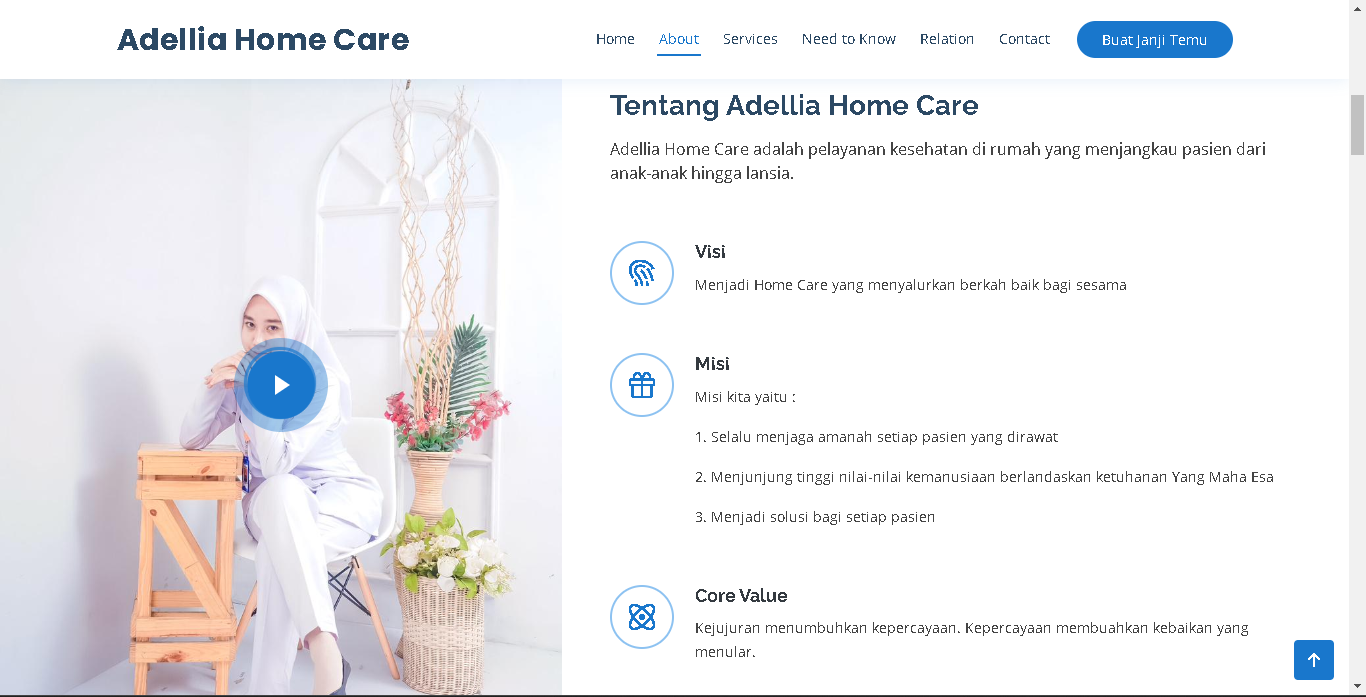 Adellia Home Care
Home About Services Need to Know Relation Contact Buat Janji Temu
Tentang Adellia Home Care
Adellia Home Care adalah pelayanan kesehatan di rumah yang menjangkau pasien dari
anak-anak hingga lansia.
Visi
Menjadi Home Care yang menyalurkan berkah baik bagi sesama
Misi
Misi kita yaitu :
1. Selalu menjaga amanah setiap pasien yang dirawat
2. Menjunjung tinggi nilai-nilai kemanusiaan berlandaskan ketuhanan Yang Maha Esa
3. Menjadi solusi bagi setiap pasien
Core Value
Kejujuran menumbuhkan kepercayaan. Kepercayaan membuahkan kebaikan yang
menular.